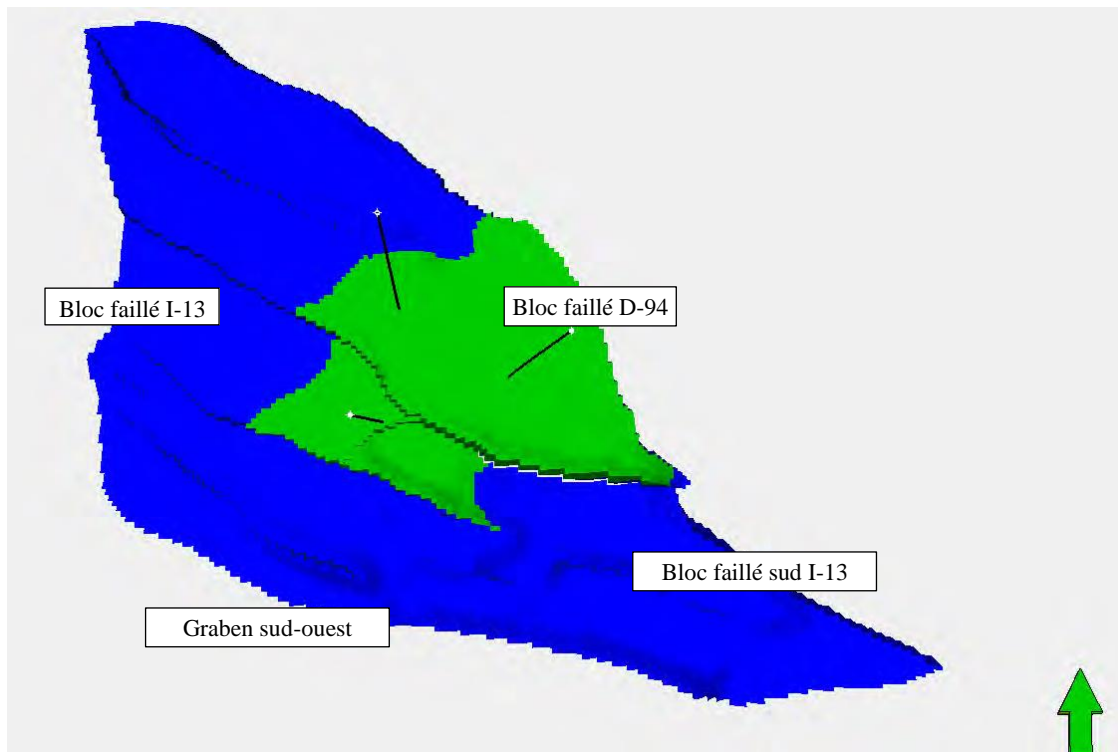 Bloc faillé I-13
Bloc faillé D-94
Bloc faillé sud I-13
Graben sud-ouest